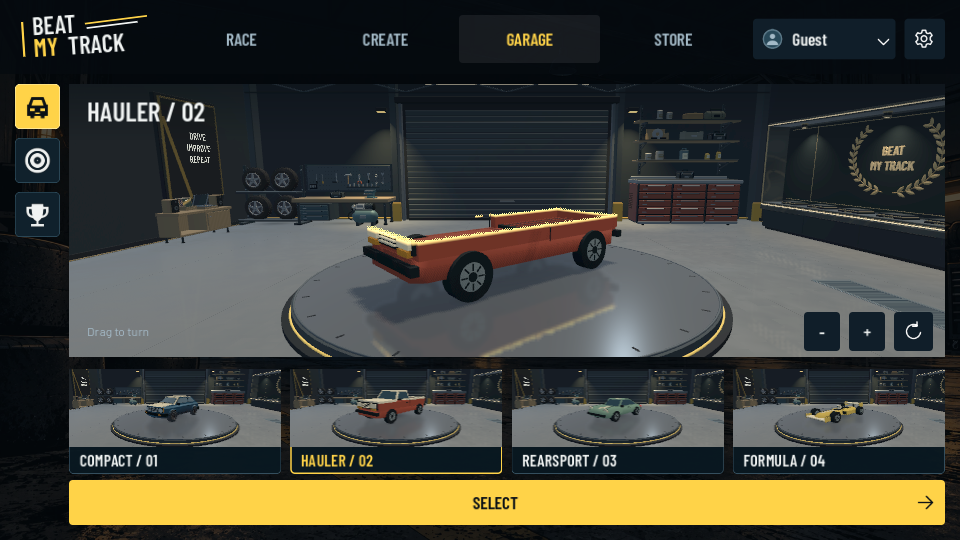 BEAT
MY TRACK
RACE
CREATE
GARAGE
STORE
Guest
HAULER / 02
DRIVE
IMPROVE
REPEAT
BEAT
MY TRACK
Drag to turn
-
+
COMPACT / 01
HAULER / 02
REARSPORT / 03
FORMULA / 04
SELECT